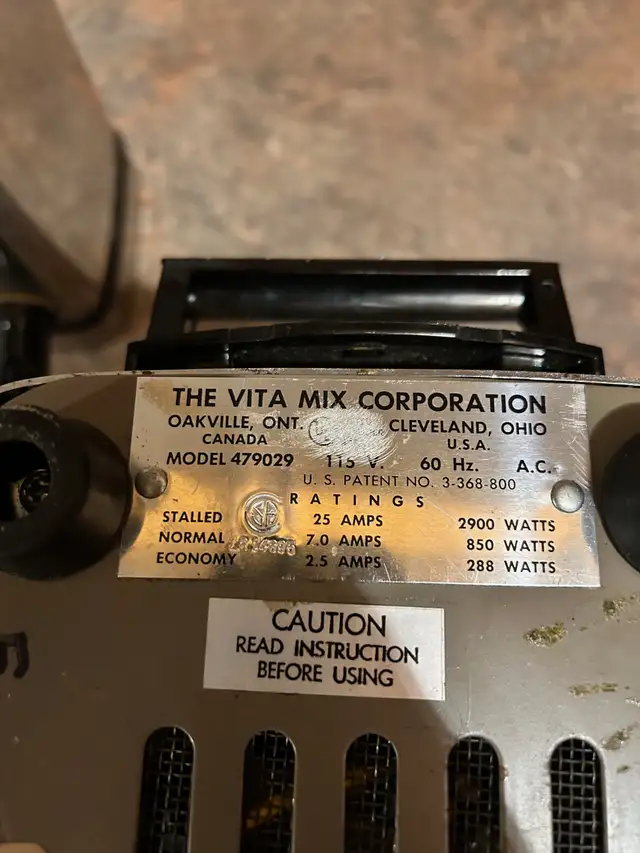 THE VITA MIX CORPORATION
OAKVILLE, ONT. CLEVELAND, OHIO
CANADA U.S.A.
MODEL 479029 115 V. 60 Hz. A.C.
U. S. PATENT NO. 3-368-800
RATINGS
STALLED 25 AMPS 2900 WATTS
NORMAL 7.0 AMPS 850 WATTS
ECONOMY 2.5 AMPS 288 WATTS
CAUTION
READ INSTRUCTION
BEFORE USING